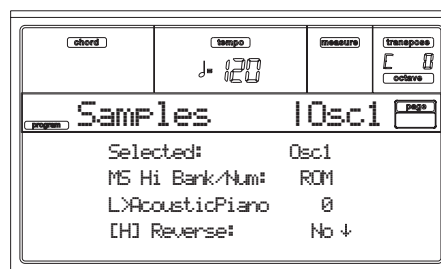 chord tempo measure transpose
♩= 120 C 0
octave
program Samples |Osc1 page
Selected: Osc1
MS Hi Bank/Num: ROM
L>AcousticPiano 0
[H] Reverse: No ↓